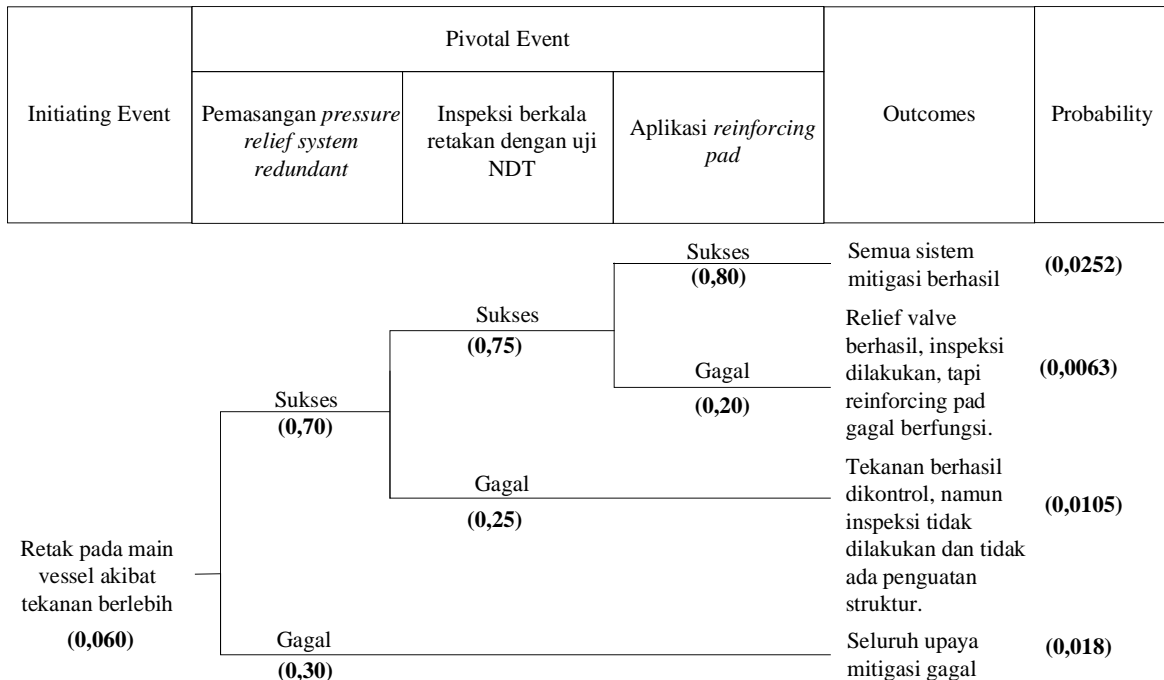 Pivotal Event
Initiating Event
Pemasangan pressure
relief system
redundant
Inspeksi berkala
retakan dengan uji
NDT
Aplikasi reinforcing
pad
Outcomes
Probability
Sukses
(0,80)
Semua sistem
mitigasi berhasil
(0,0252)
Sukses
(0,75)
Gagal
(0,20)
Relief valve
berhasil, inspeksi
dilakukan, tapi
reinforcing pad
gagal berfungsi.
(0,0063)
Sukses
(0,70)
Gagal
(0,25)
Tekanan berhasil
dikontrol, namun
inspeksi tidak
dilakukan dan tidak
ada penguatan
struktur.
(0,0105)
Retak pada main
vessel akibat
tekanan berlebih
(0,060)
Gagal
(0,30)
Seluruh upaya
mitigasi gagal
(0,018)